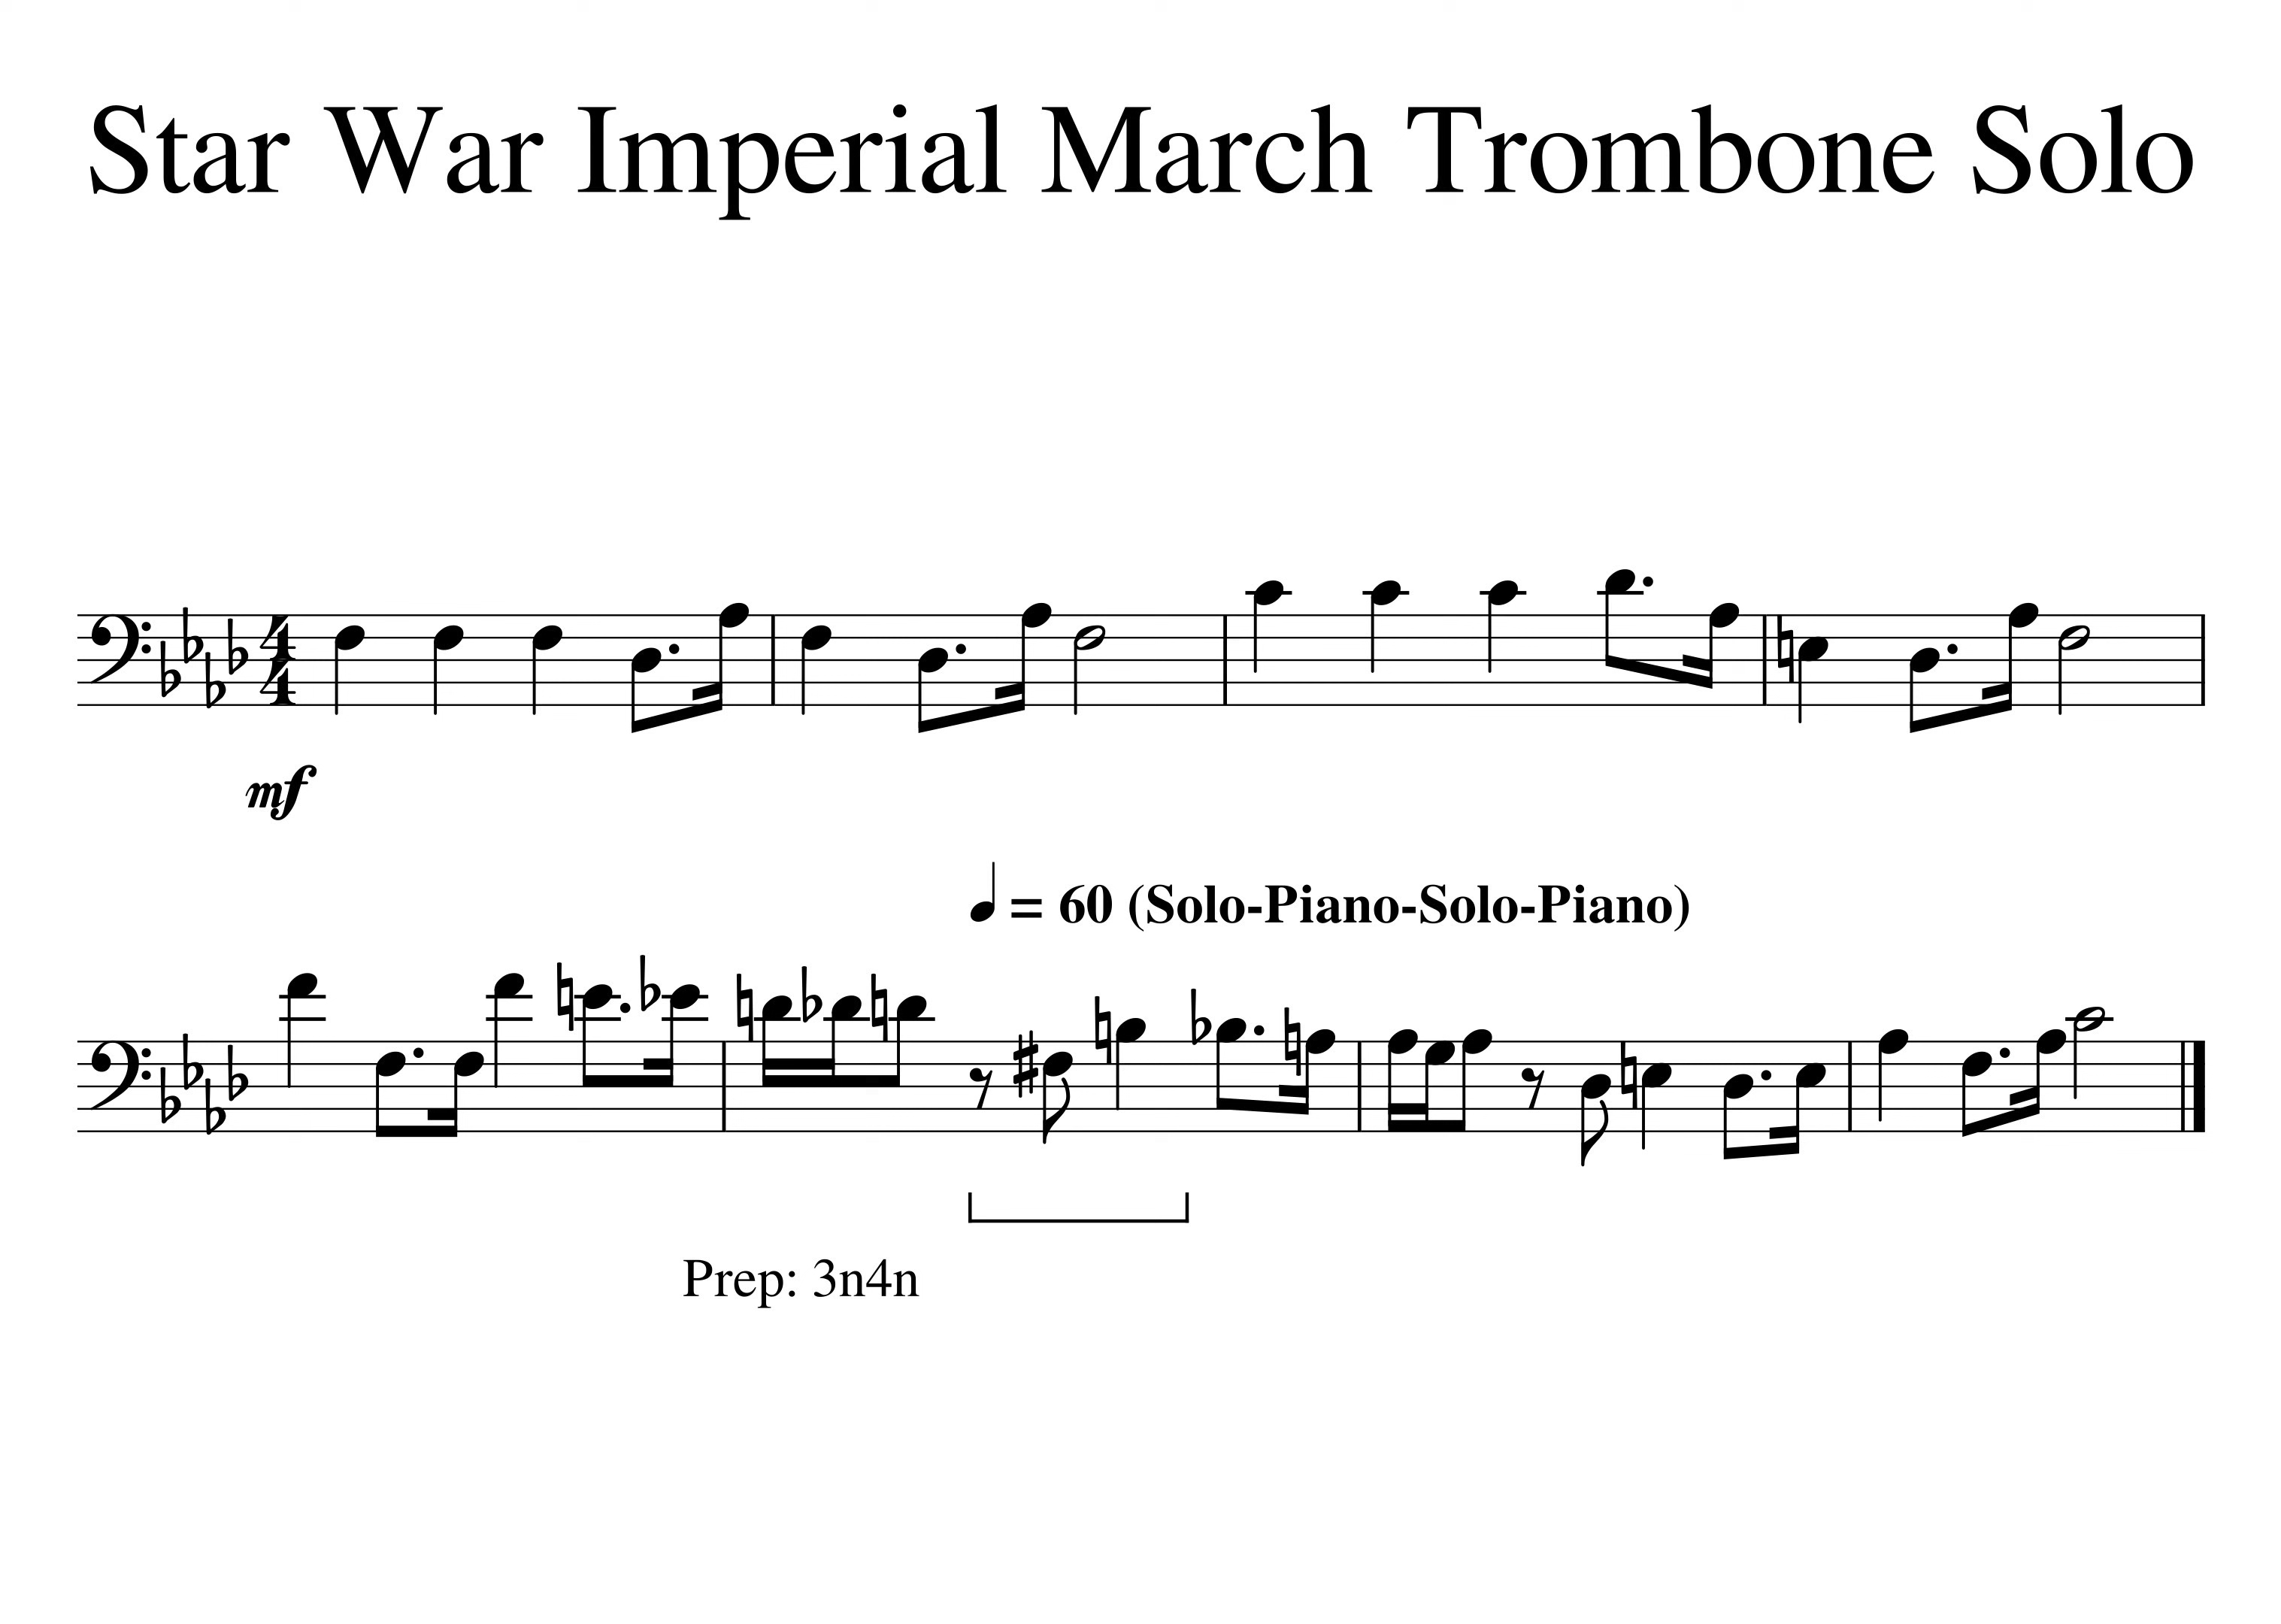 Star War Imperial March Trombone Solo
mf
♩ = 60 (Solo-Piano-Solo-Piano)
Prep: 3n4n